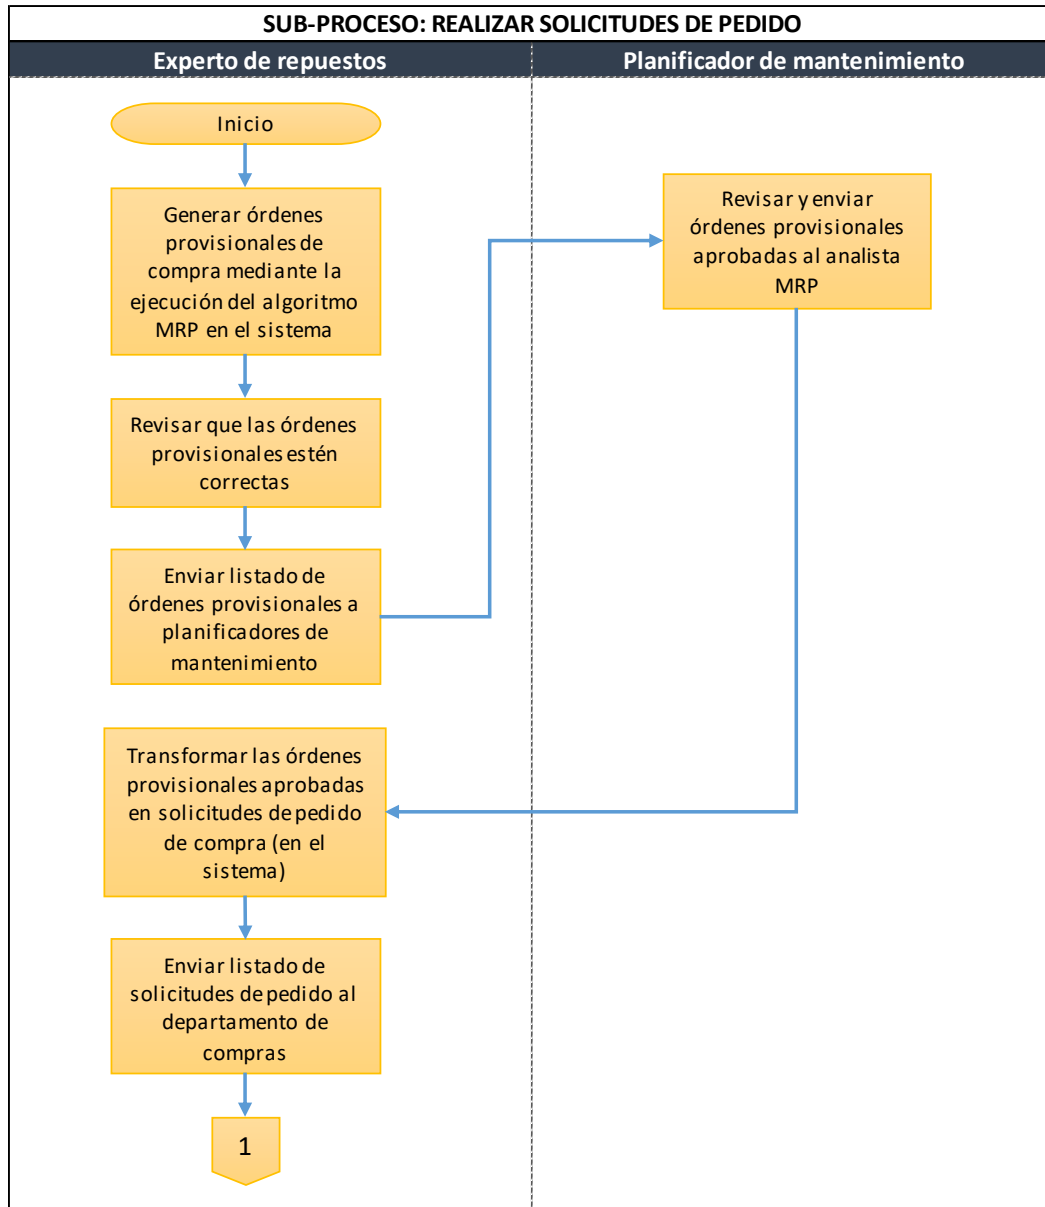 SUB-PROCESO: REALIZAR SOLICITUDES DE PEDIDO
Experto de repuestos
Planificador de mantenimiento
Inicio
Generar órdenes
provisionales de
compra mediante la
ejecución del algoritmo
MRP en el sistema
Revisar que las órdenes
provisionales estén
correctas
Enviar listado de
órdenes provisionales a
planificadores de
mantenimiento
Revisar y enviar
órdenes provisionales
aprobadas al analista
MRP
Transformar las órdenes
provisionales aprobadas
en solicitudes de pedido
de compra (en el
sistema)
Enviar listado de
solicitudes de pedido al
departamento de
compras
1